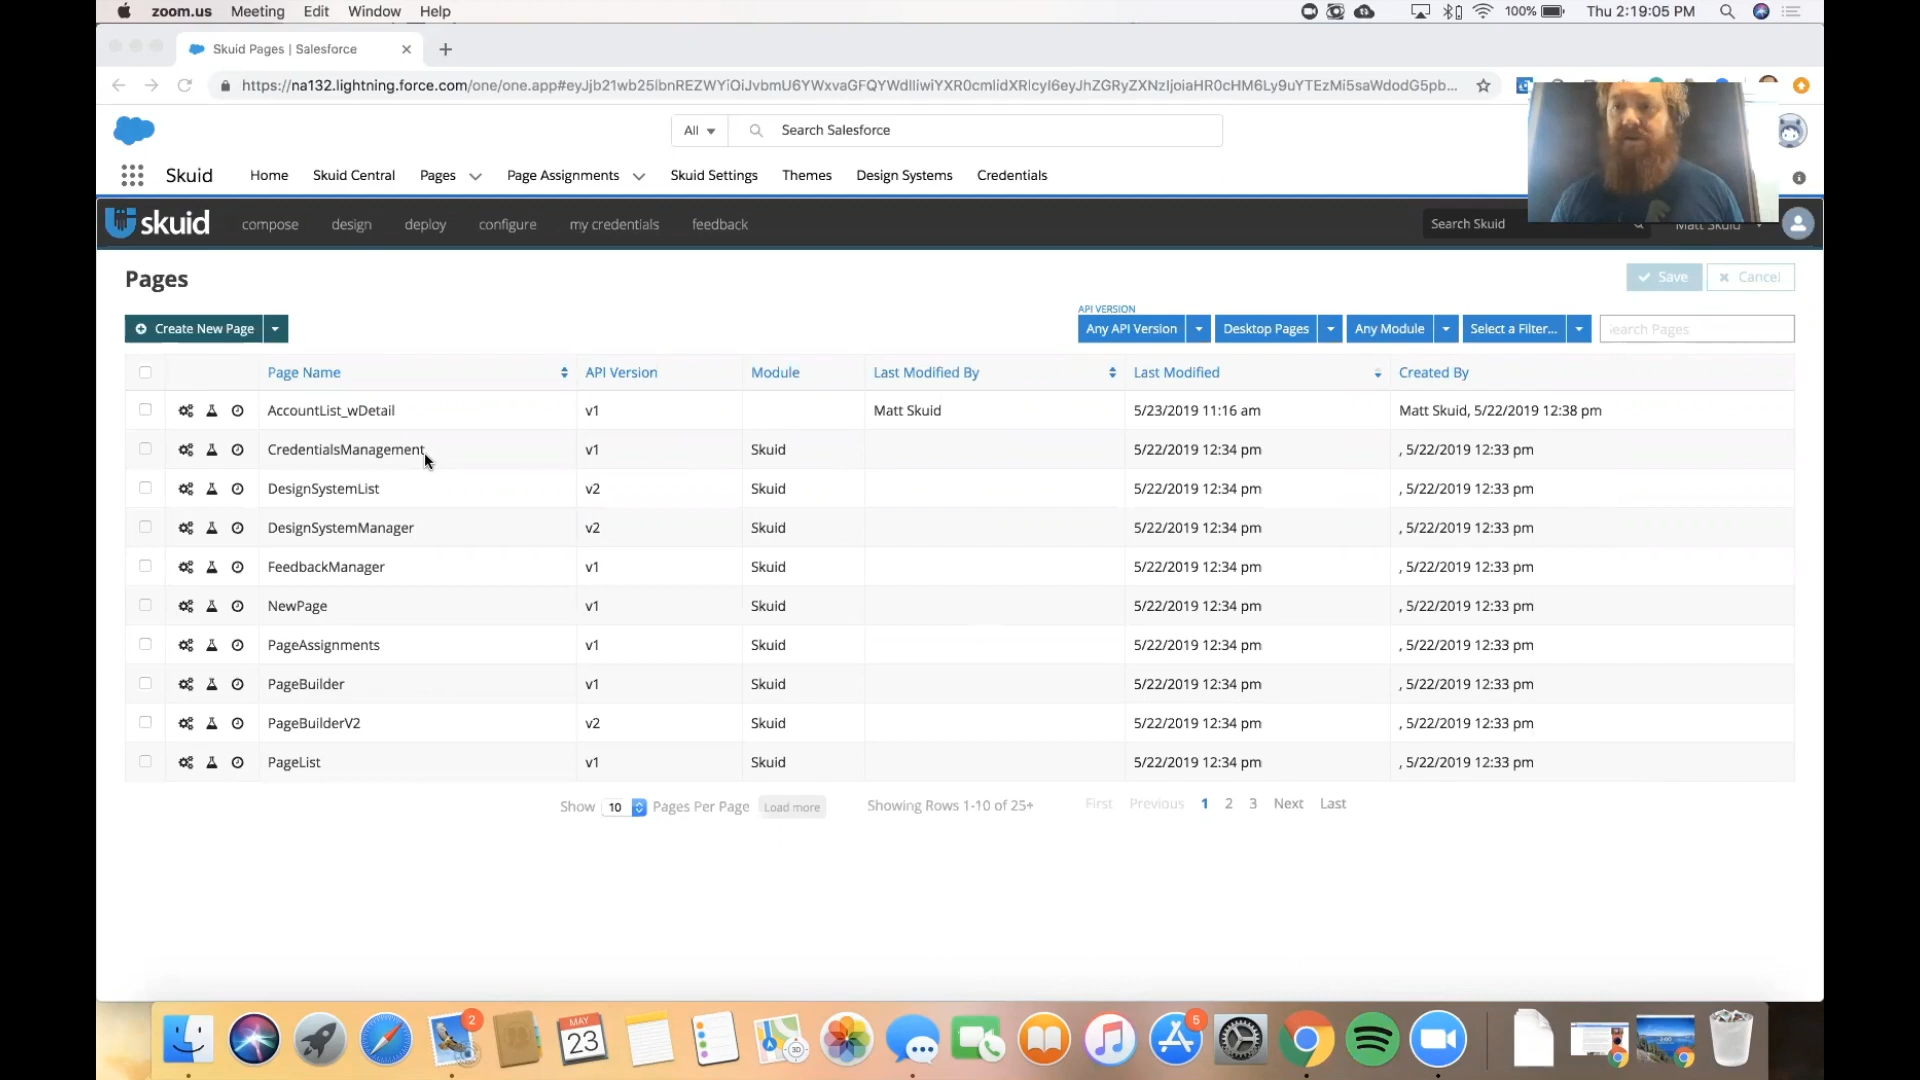 zoom.us Meeting Edit Window Help 100% Thu 2:19:05 PM
Skuid Pages | Salesforce
All Search Salesforce
Skuid Home Skuid Central Pages Page Assignments Skuid Settings Themes Design Systems Credentials
skuid compose design deploy configure my credentials feedback Search Skuid Matt Skuid
Pages Save Cancel
API VERSION
Create New Page Any API Version Desktop Pages Any Module Select a Filter... Search Pages
Page Name API Version Module Last Modified By Last Modified Created By
AccountList_wDetail v1 Matt Skuid 5/23/2019 11:16 am Matt Skuid, 5/22/2019 12:38 pm
CredentialsManagement v1 Skuid 5/22/2019 12:34 pm , 5/22/2019 12:33 pm
DesignSystemList v2 Skuid 5/22/2019 12:34 pm , 5/22/2019 12:33 pm
DesignSystemManager v2 Skuid 5/22/2019 12:34 pm , 5/22/2019 12:33 pm
FeedbackManager v1 Skuid 5/22/2019 12:34 pm , 5/22/2019 12:33 pm
NewPage v1 Skuid 5/22/2019 12:34 pm , 5/22/2019 12:33 pm
PageAssignments v1 Skuid 5/22/2019 12:34 pm , 5/22/2019 12:33 pm
PageBuilder v1 Skuid 5/22/2019 12:34 pm , 5/22/2019 12:33 pm
PageBuilderV2 v2 Skuid 5/22/2019 12:34 pm , 5/22/2019 12:33 pm
PageList v1 Skuid 5/22/2019 12:34 pm , 5/22/2019 12:33 pm
Show 10 Pages Per Page Load more Showing Rows 1-10 of 25+ First Previous 1 2 3 Next Last
2 MAY 23 3D 5